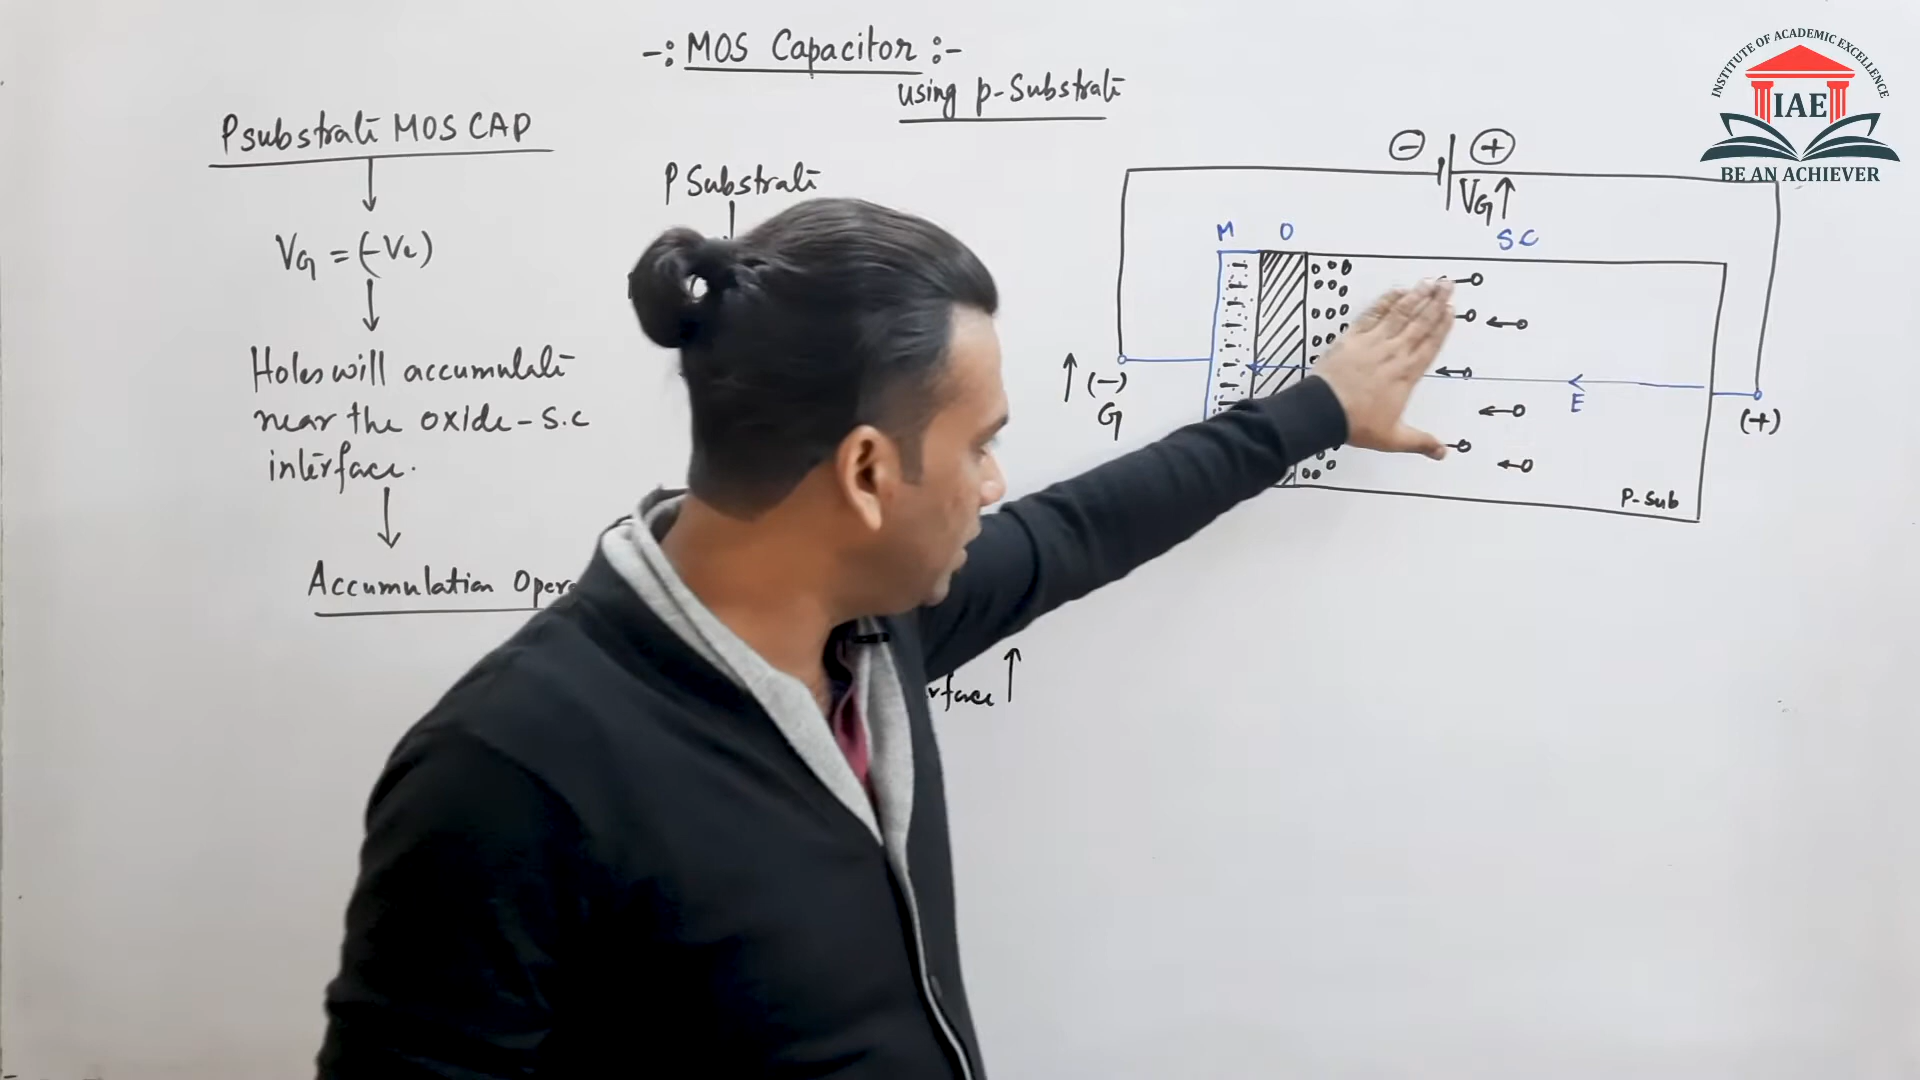 -: MOS Capacitor :-
using p-Substrate
P substrate MOS CAP
VG = (-Ve)
Holes will accumulate
near the oxide-S.C
interface.
Accumulation
P Substrate
⊖ ⊕
VG ↑
M O SC
↑ (-)
G
E
(+)
P-Sub
INSTITUTE OF ACADEMIC EXCELLENCE
IAE
BE AN ACHIEVER